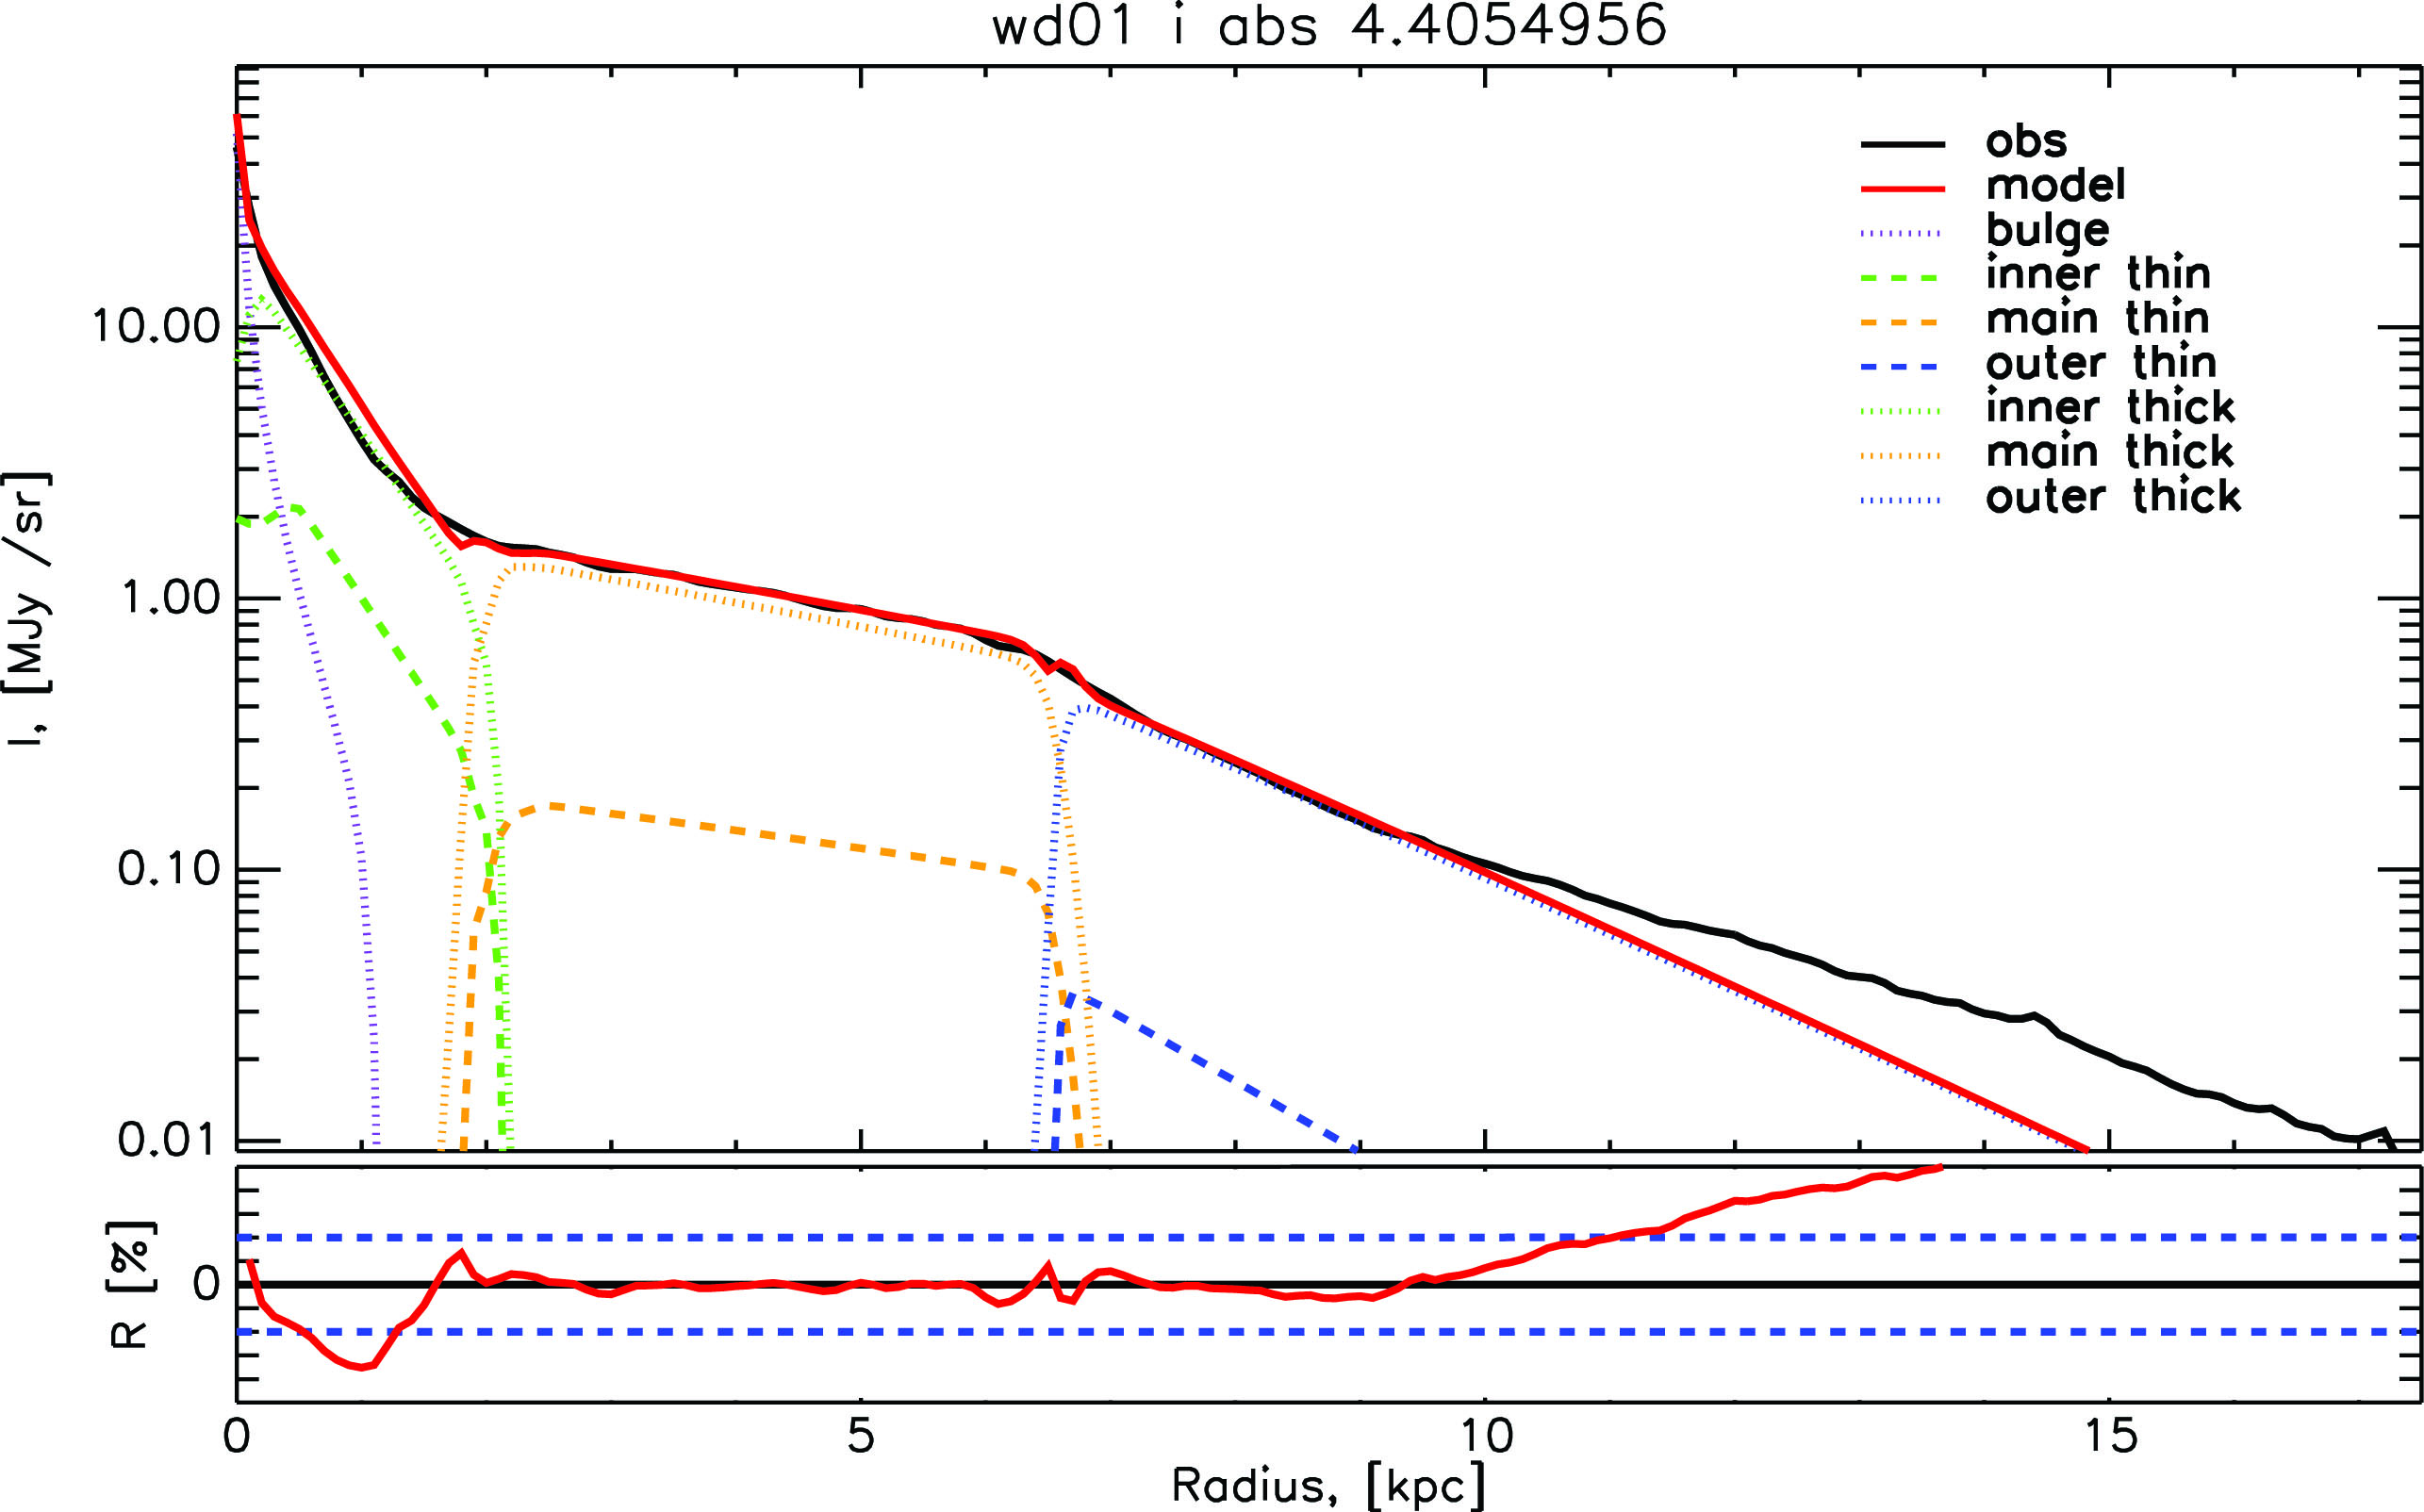 wd01 i abs 4.4054956
obs
model
bulge
inner thin
main thin
outer thin
inner thick
main thick
outer thick
I, [MJy /sr]
10.00
1.00
0.10
0.01
R [%]
0
0 5 10 15
Radius, [kpc]